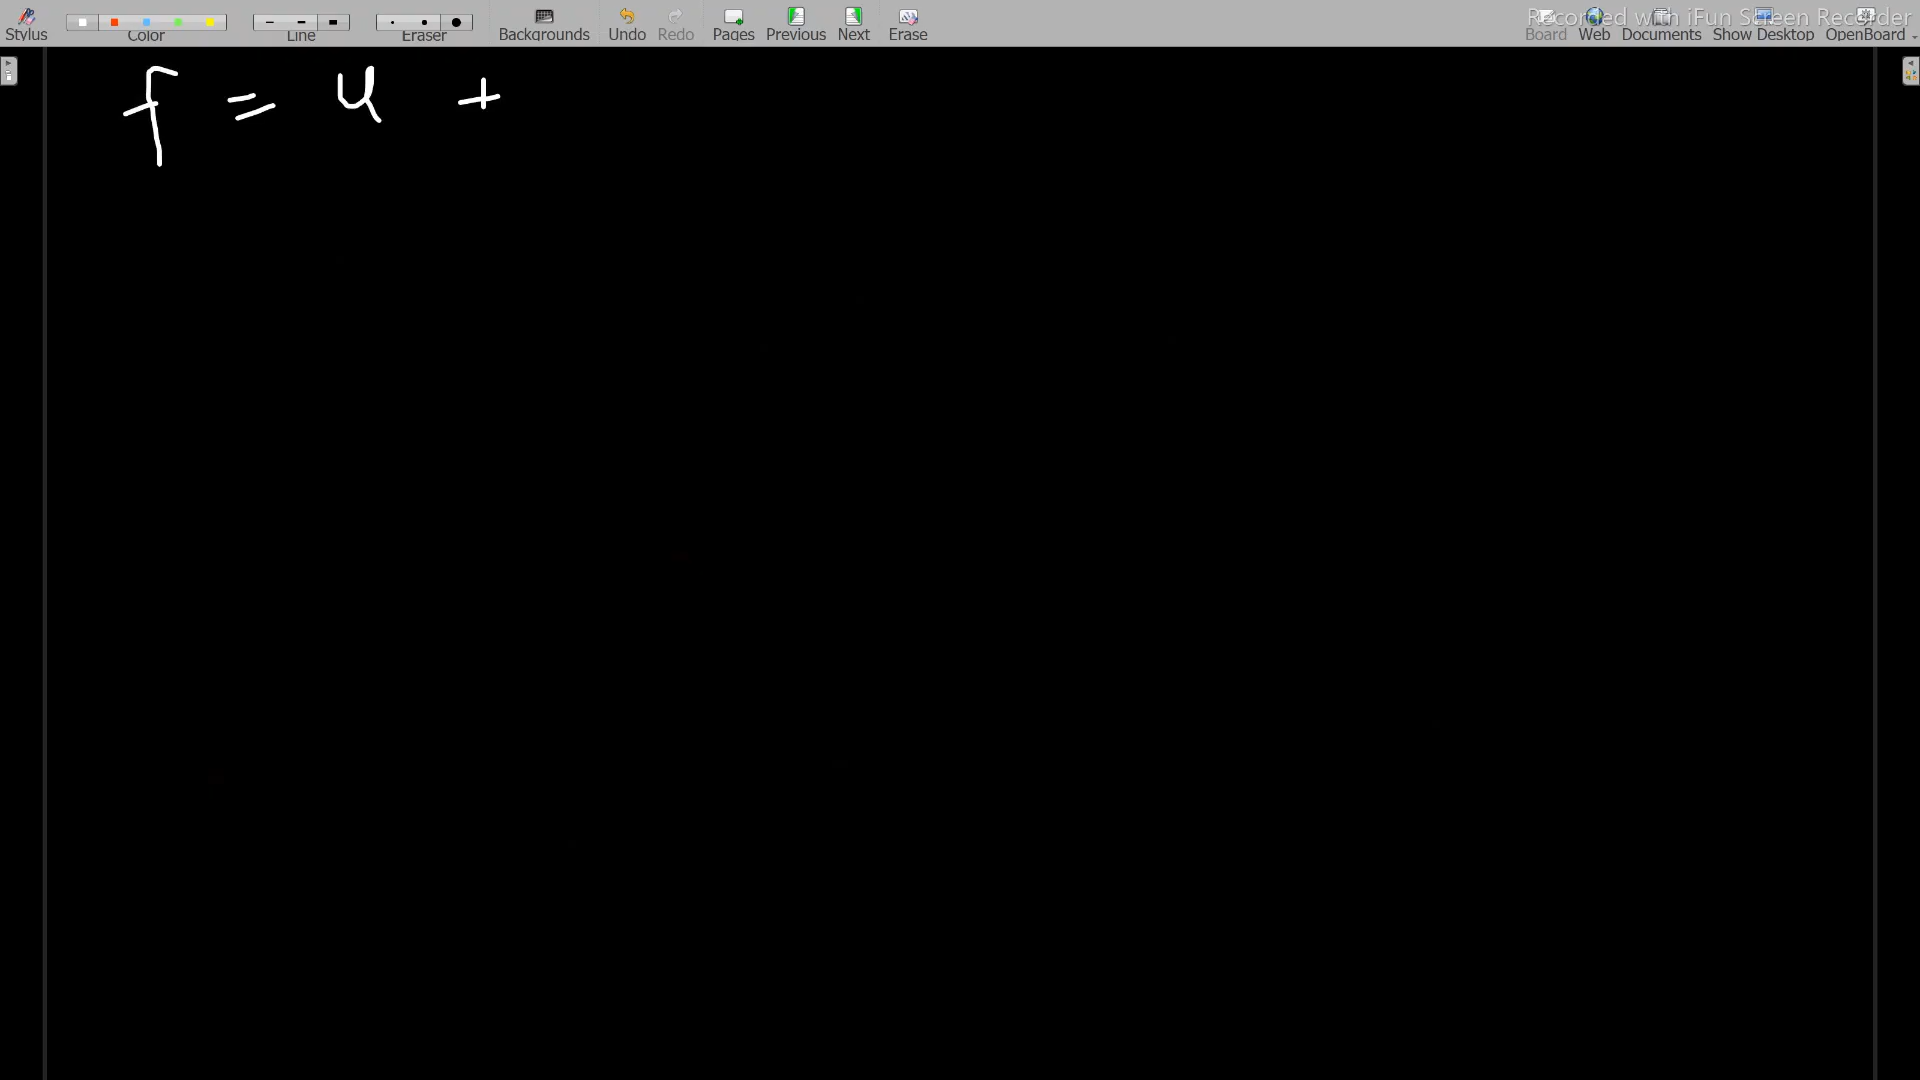 Recorded with iFun Screen Recorder
Stylus Color Line Eraser Backgrounds Undo Redo Pages Previous Next Erase Board Web Documents Show Desktop OpenBoard
f = u +